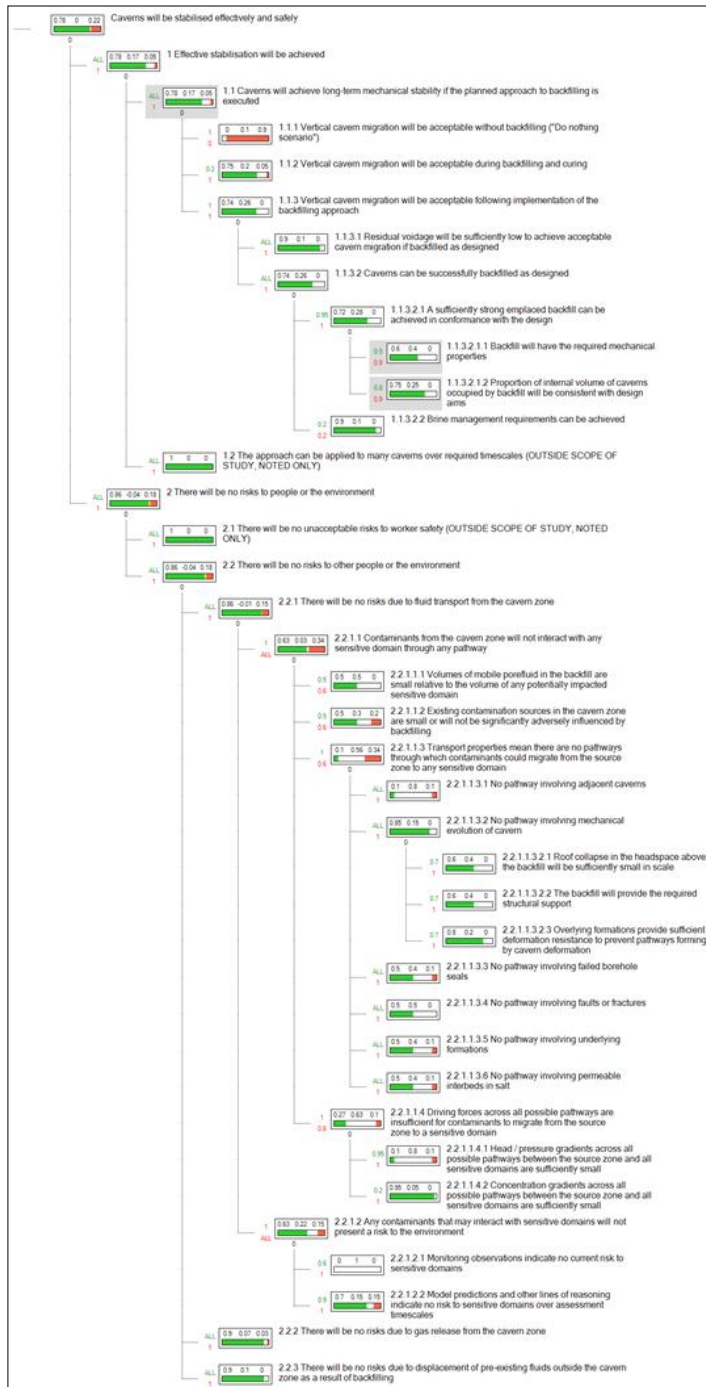 0.78 0 0.22
Caverns will be stabilised effectively and safely
0
ALL
1
0.78 0.17 0.05
1 Effective stabilisation will be achieved
0
ALL
1
0.78 0.17 0.05
1.1 Caverns will achieve long-term mechanical stability if the planned approach to backfilling is
executed
0
1
0
0 0.1 0.9
1.1.1 Vertical cavern migration will be acceptable without backfilling ("Do nothing
scenario")
0.2
1
0.75 0.2 0.05
1.1.2 Vertical cavern migration will be acceptable during backfilling and curing
1
1
0.74 0.26 0
1.1.3 Vertical cavern migration will be acceptable following implementation of the
backfilling approach
0
ALL
1
0.9 0.1 0
1.1.3.1 Residual voidage will be sufficiently low to achieve acceptable
cavern migration if backfilled as designed
ALL
1
0.74 0.26 0
1.1.3.2 Caverns can be successfully backfilled as designed
0
0.95
1
0.72 0.28 0
1.1.3.2.1 A sufficiently strong emplaced backfill can be
achieved in conformance with the design
0
0.5
0.9
0.6 0.4 0
1.1.3.2.1.1 Backfill will have the required mechanical
properties
0.8
0.9
0.75 0.25 0
1.1.3.2.1.2 Proportion of internal volume of caverns
occupied by backfill will be consistent with design
aims
0.2
0.2
0.9 0.1 0
1.1.3.2.2 Brine management requirements can be achieved
ALL
1
1 0 0
1.2 The approach can be applied to many caverns over required timescales (OUTSIDE SCOPE OF
STUDY, NOTED ONLY)
ALL
1
0.86 -0.04 0.18
2 There will be no risks to people or the environment
0
ALL
1
1 0 0
2.1 There will be no unacceptable risks to worker safety (OUTSIDE SCOPE OF STUDY, NOTED
ONLY)
ALL
1
0.86 -0.04 0.18
2.2 There will be no risks to other people or the environment
0
ALL
1
0.86 -0.01 0.15
2.2.1 There will be no risks due to fluid transport from the cavern zone
0
1
ALL
0.63 0.03 0.34
2.2.1.1 Contaminants from the cavern zone will not interact with any
sensitive domain through any pathway
0
0.5
0.6
0.5 0.5 0
2.2.1.1.1 Volumes of mobile porefluid in the backfill are
small relative to the volume of any potentially impacted
sensitive domain
0.5
0.6
0.5 0.3 0.2
2.2.1.1.2 Existing contamination sources in the cavern zone
are small or will not be significantly adversely influenced by
backfilling
1
0.6
0.1 0.56 0.34
2.2.1.1.3 Transport properties mean there are no pathways
through which contaminants could migrate from the source
zone to any sensitive domain
0
ALL
1
0.1 0.8 0.1
2.2.1.1.3.1 No pathway involving adjacent caverns
ALL
1
0.85 0.15 0
2.2.1.1.3.2 No pathway involving mechanical
evolution of cavern
0
0.7
1
0.6 0.4 0
2.2.1.1.3.2.1 Roof collapse in the headspace above
the backfill will be sufficiently small in scale
0.7
1
0.6 0.4 0
2.2.1.1.3.2.2 The backfill will provide the required
structural support
0.7
1
0.8 0.2 0
2.2.1.1.3.2.3 Overlying formations provide sufficient
deformation resistance to prevent pathways forming
by cavern deformation
ALL
1
0.5 0.4 0.1
2.2.1.1.3.3 No pathway involving failed borehole
seals
ALL
1
0.5 0.5 0
2.2.1.1.3.4 No pathway involving faults or fractures
ALL
1
0.5 0.4 0.1
2.2.1.1.3.5 No pathway involving underlying
formations
ALL
1
0.5 0.4 0.1
2.2.1.1.3.6 No pathway involving permeable
interbeds in salt
1
0.8
0.27 0.63 0.1
2.2.1.1.4 Driving forces across all possible pathways are
insufficient for contaminants to migrate from the source
zone to a sensitive domain
0
0.95
1
0.1 0.8 0.1
2.2.1.1.4.1 Head / pressure gradients across all
possible pathways between the source zone and all
sensitive domains are sufficiently small
0.2
1
0.95 0.05 0
2.2.1.1.4.2 Concentration gradients across all
possible pathways between the source zone and all
sensitive domains are sufficiently small
1
ALL
0.63 0.22 0.15
2.2.1.2 Any contaminants that may interact with sensitive domains will not
present a risk to the environment
0
0.6
1
0 1 0
2.2.1.2.1 Monitoring observations indicate no current risk to
sensitive domains
0.9
1
0.7 0.15 0.15
2.2.1.2.2 Model predictions and other lines of reasoning
indicate no risk to sensitive domains over assessment
timescales
ALL
1
0.9 0.07 0.03
2.2.2 There will be no risks due to gas release from the cavern zone
ALL
1
0.9 0.1 0
2.2.3 There will be no risks due to displacement of pre-existing fluids outside the cavern
zone as a result of backfilling